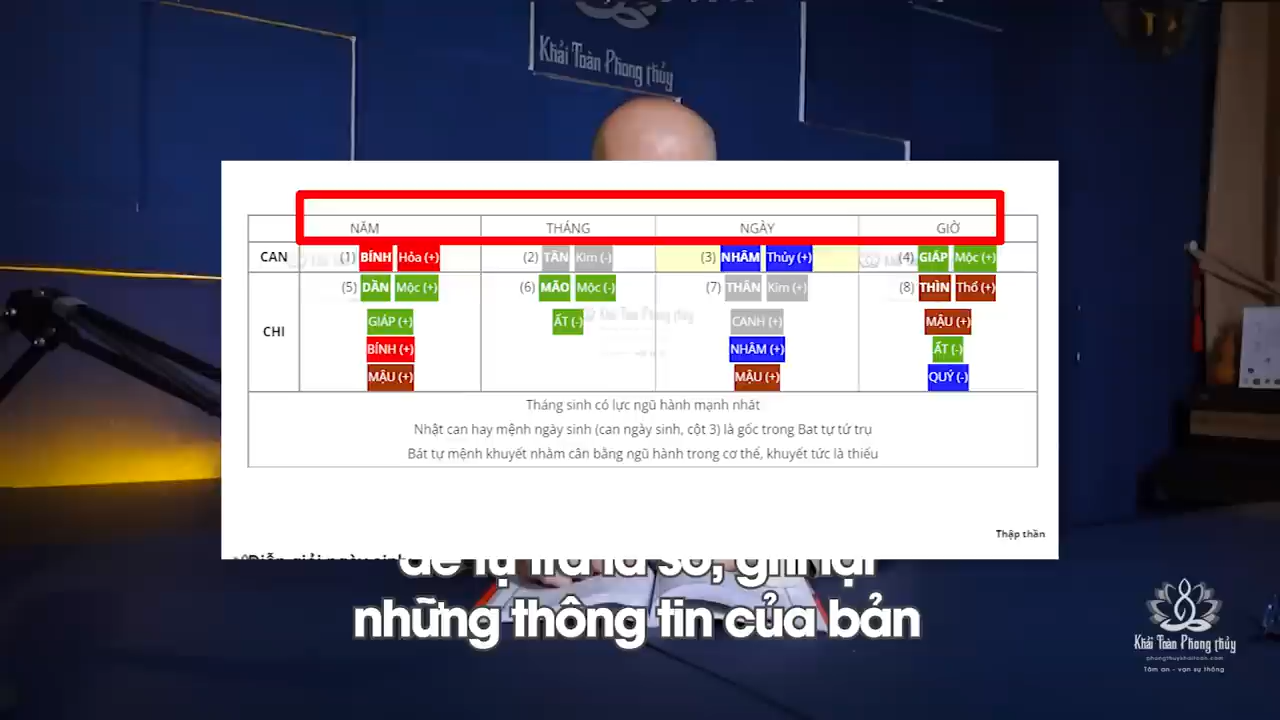 Khải Toàn Phong thủy
NĂM THÁNG NGÀY GIỜ
CAN (1) BÍNH Hỏa (+) (2) TÂN Kim (-) (3) NHÂM Thủy (+) (4) GIÁP Mộc (+)
(5) DẦN Mộc (+) (6) MÃO Mộc (-) (7) THÂN Kim (+) (8) THÌN Thổ (+)
CHI
GIÁP (+) ẤT (-) CANH (+) MẬU (+)
BÍNH (+) NHÂM (+) ẤT (-)
MẬU (+) MẬU (+) QUÝ (-)
Tháng sinh có lực ngũ hành mạnh nhất
Nhật can hay mệnh ngày sinh (can ngày sinh, cột 3) là gốc trong Bat tự tứ trụ
Bát tự mệnh khuyết nhằm cân bằng ngũ hành trong cơ thể, khuyết tức là thiếu
Thập thần
những thông tin của bản
Khải Toàn Phong thủy
phongthuykhaitoan.com
Tâm an - vạn sự thông